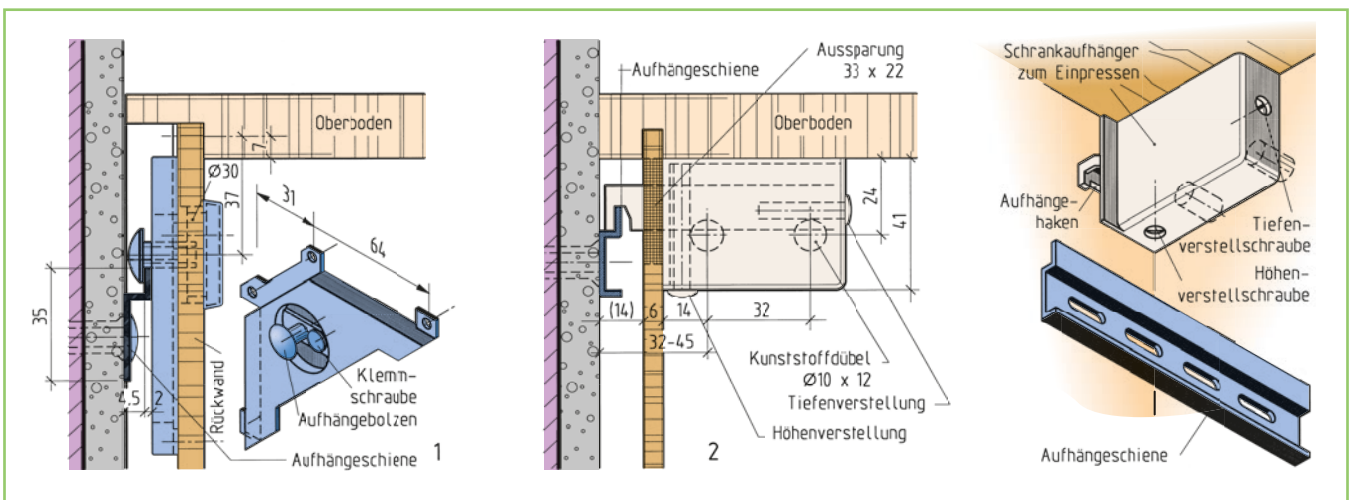 Oberboden
7
Ø30
37
31
64
35
4,5
2
Rückwand
Klemm-
schraube
Aufhängebolzen
Aufhängeschiene
1
Aufhängeschiene
Aussparung
33 x 22
Oberboden
24
41
(14)
6
14
32
32-45
Kunststoffdübel
Ø10 x 12
Tiefenverstellung
Höhenverstellung
2
Schrankaufhänger
zum Einpressen
Aufhänge-
haken
Tiefen-
verstellschraube
Höhen-
verstellschraube
Aufhängeschiene